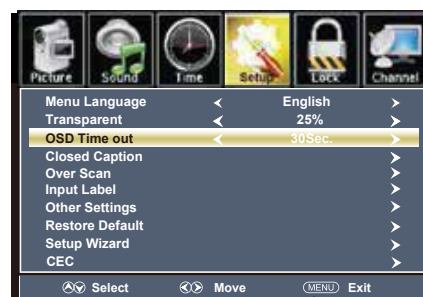 Picture Sound Time Setup Lock Channel
Menu Language English
Transparent 25%
OSD Time out 30Sec.
Closed Caption
Over Scan
Input Label
Other Settings
Restore Default
Setup Wizard
CEC
Select Move MENU Exit